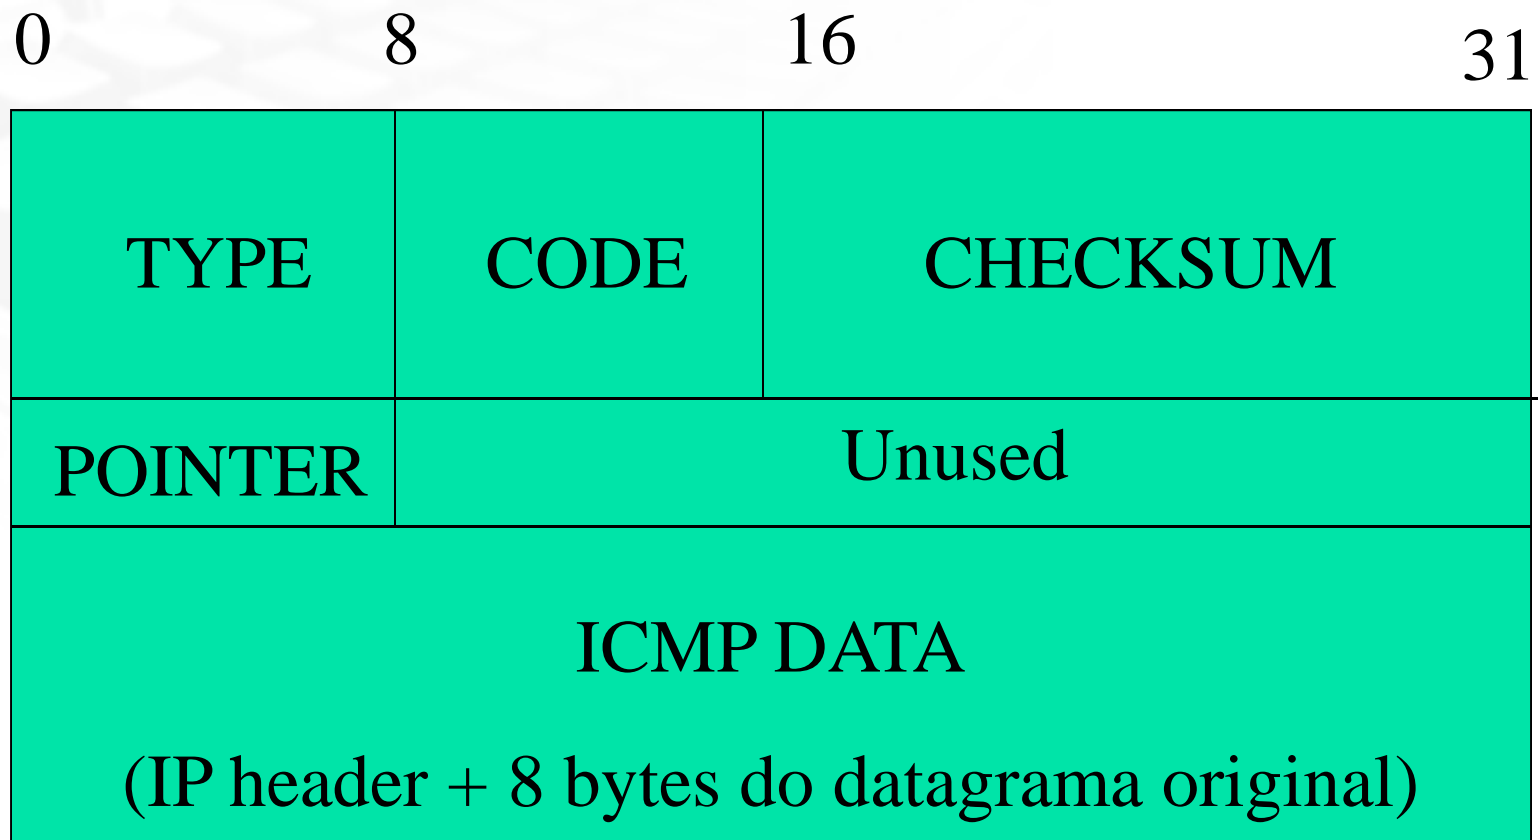 0 8 16 31
TYPE CODE CHECKSUM
POINTER Unused
ICMP DATA
(IP header + 8 bytes do datagrama original)